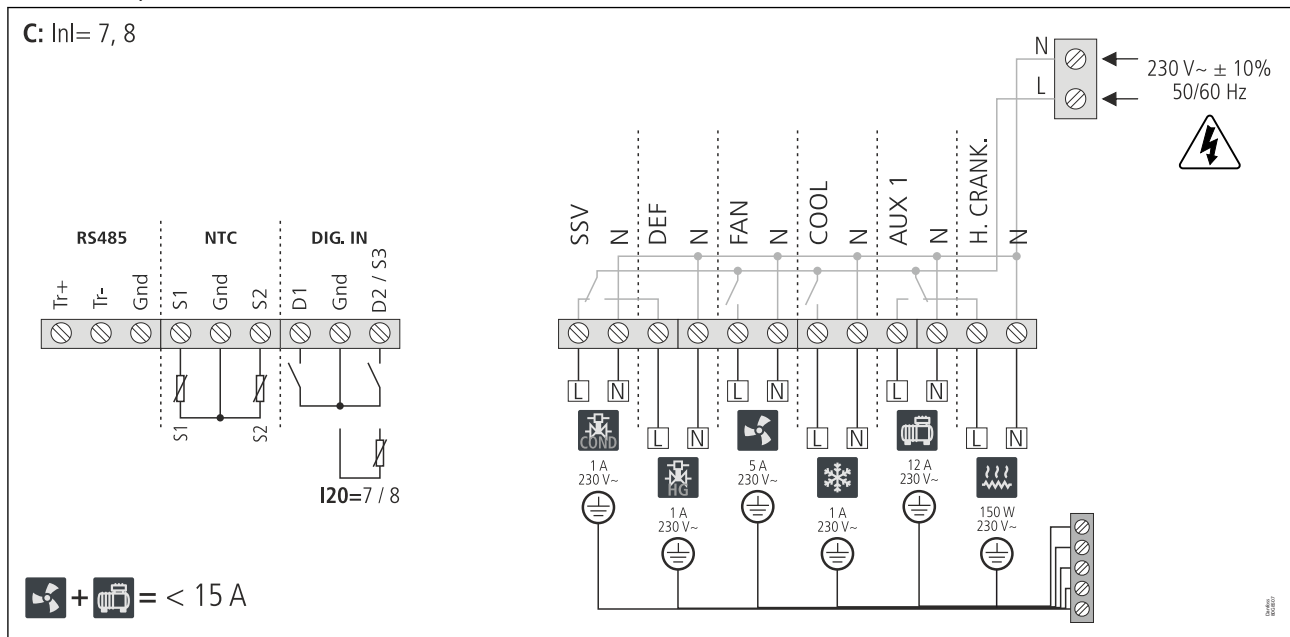 C: InI= 7, 8
N
L
230 V~ ± 10%
50/60 Hz
RS485
NTC
DIG. IN
Tr+
Tr-
Gnd
S1
Gnd
S2
D1
Gnd
D2 / S3
S1
S2
I20=7 / 8
SSV
N
DEF
N
FAN
N
COOL
N
AUX 1
N
H. CRANK.
N
L N
L N
L N
L N
L N
L N
COND
1 A
230 V~
HG
1 A
230 V~
5 A
230 V~
1 A
230 V~
12 A
230 V~
150 W
230 V~
+ = < 15 A
Danfoss